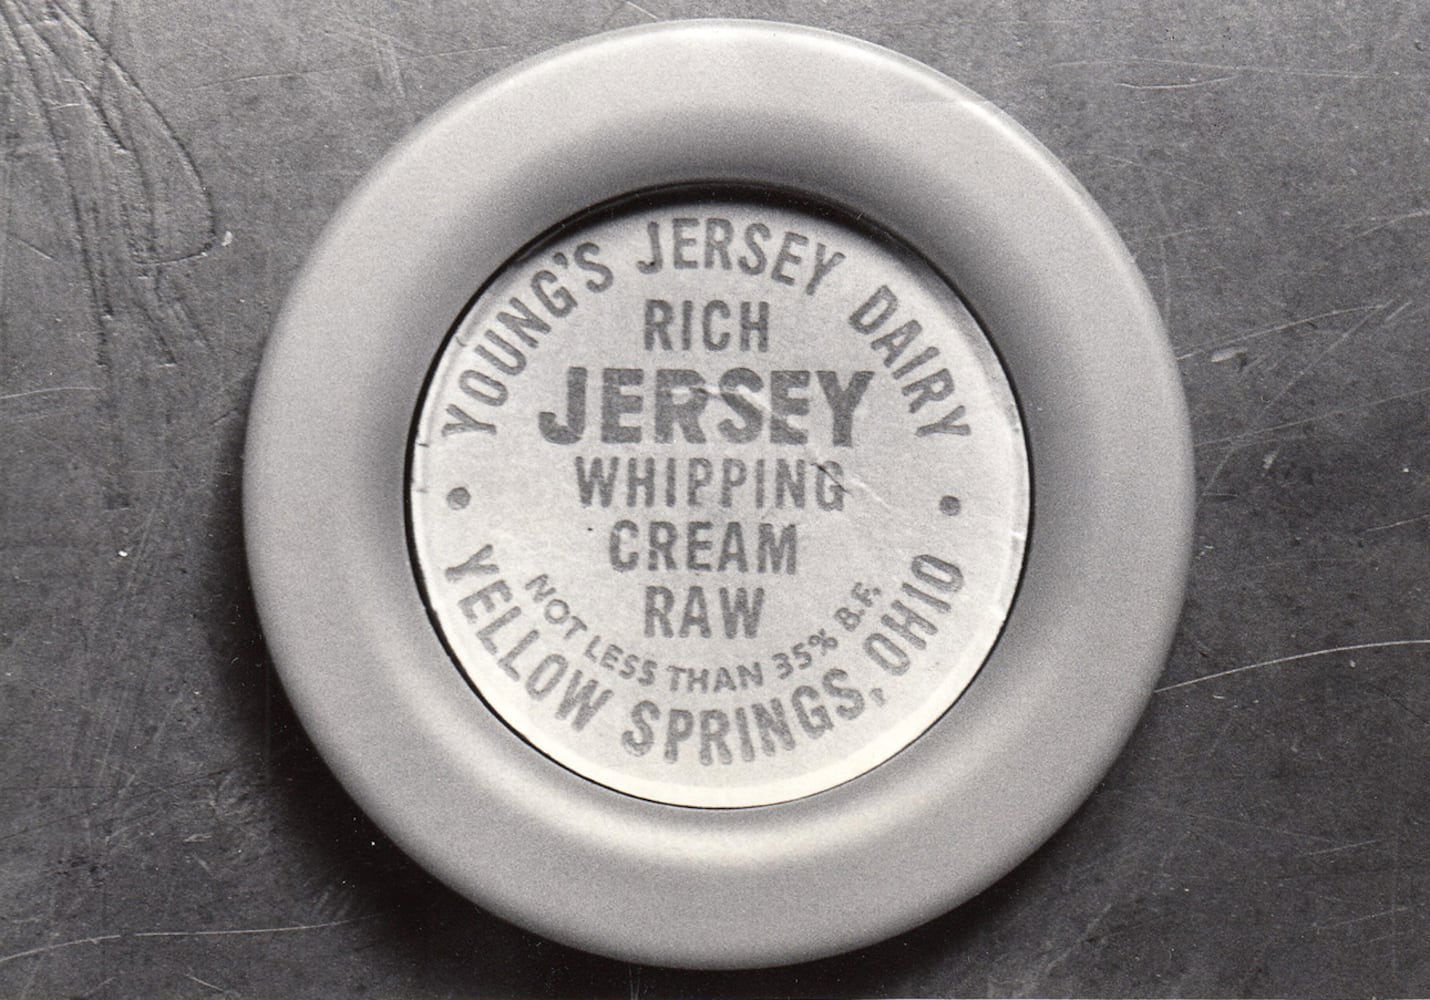 YOUNG'S JERSEY DAIRY
RICH
JERSEY
WHIPPING
CREAM
RAW
NOT LESS THAN 35% B.F.
• YELLOW SPRINGS, OHIO •